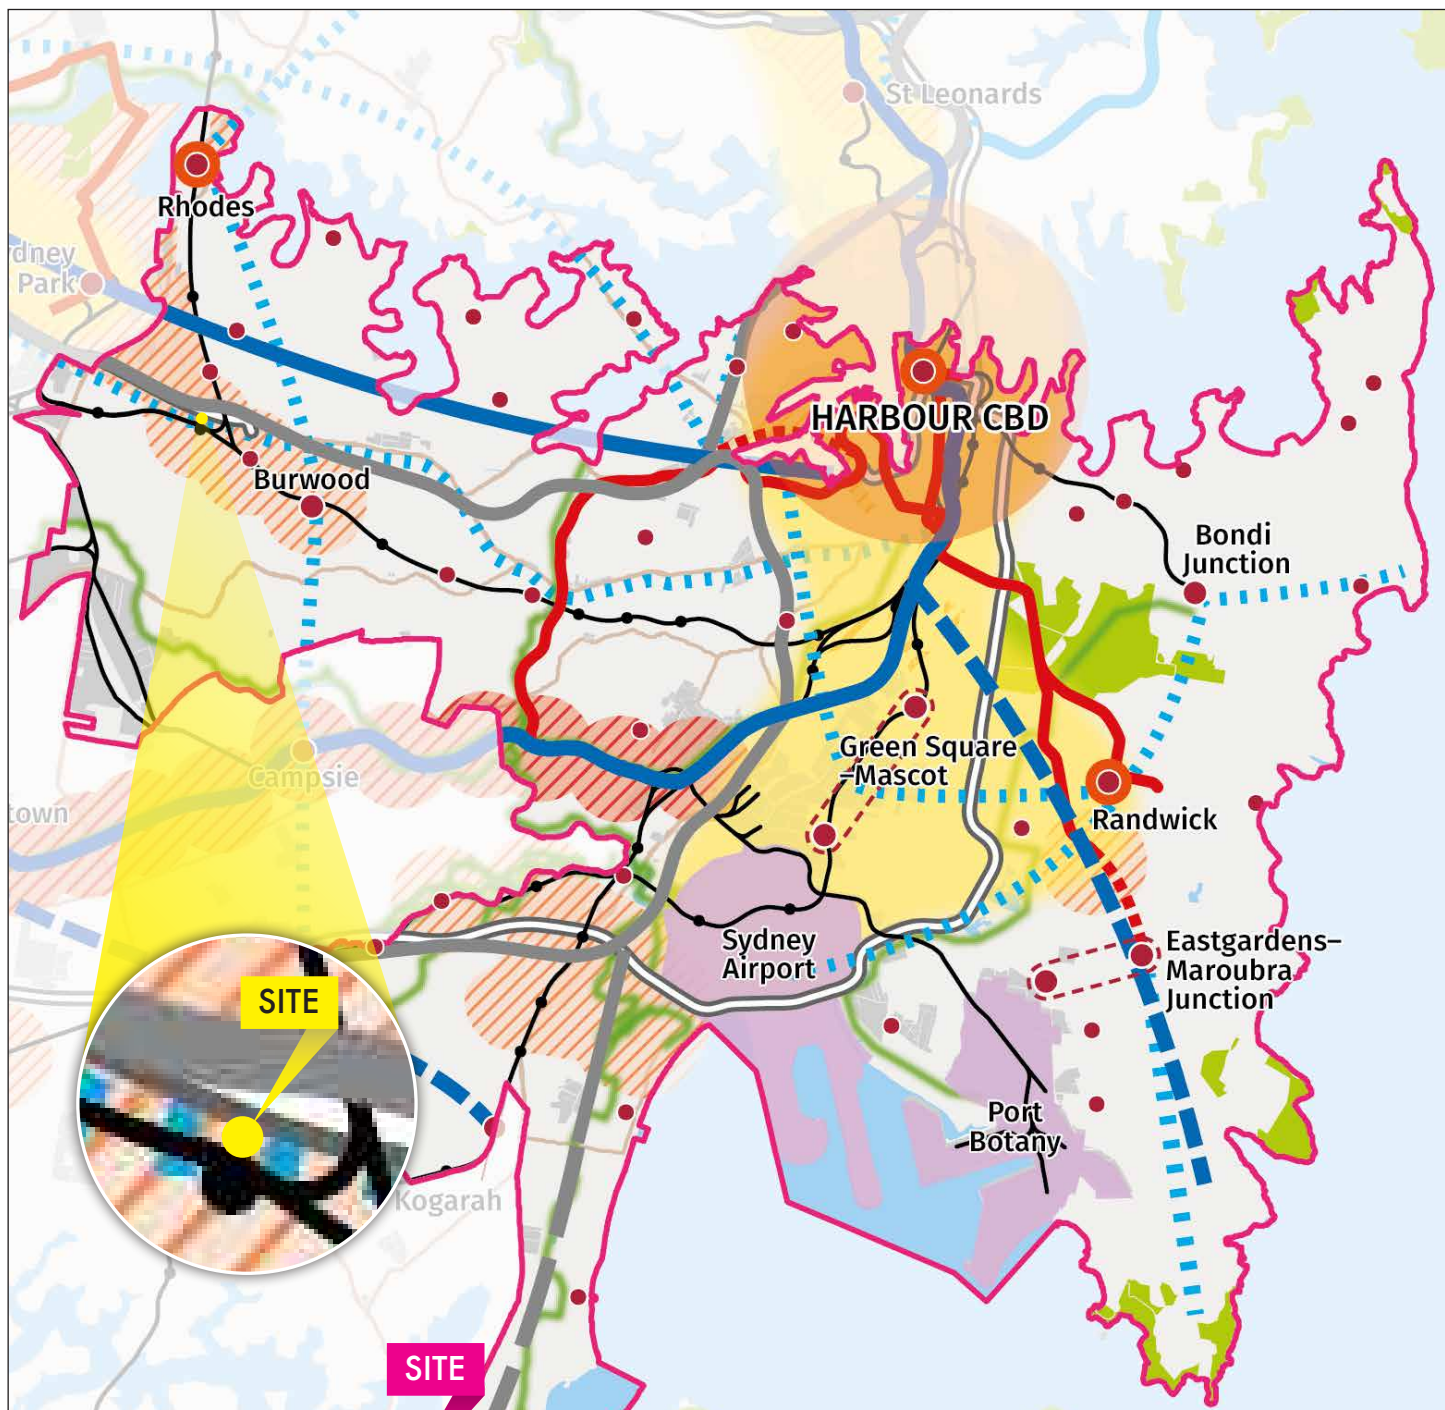 St Leonards
Rhodes
dney
Park
HARBOUR CBD
Burwood
Bondi
Junction
Green Square
–Mascot
Campsie
town
Randwick
Sydney
Airport
Eastgardens–
Maroubra
Junction
SITE
Port
Botany
Kogarah
SITE